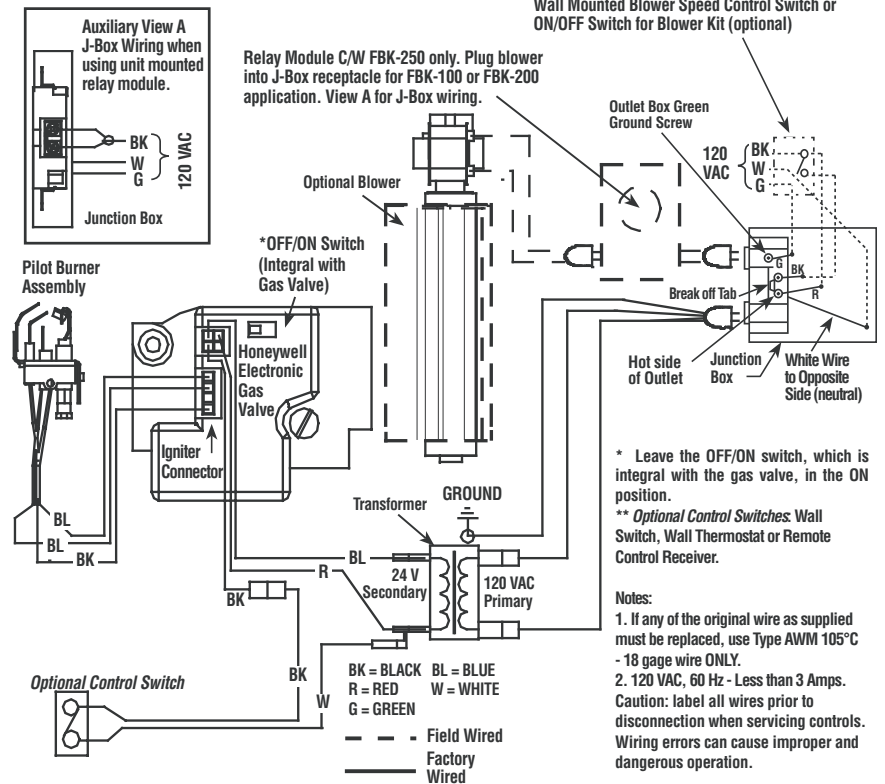 Wall Mounted Blower Speed Control Switch or
ON/OFF Switch for Blower Kit (optional)
Auxiliary View A
J-Box Wiring when
using unit mounted
relay module.
BK
W
G
120 VAC
Junction Box
Relay Module C/W FBK-250 only. Plug blower
into J-Box receptacle for FBK-100 or FBK-200
application. View A for J-Box wiring.
Outlet Box Green
Ground Screw
120
VAC
BK
W
G
Optional Blower
*OFF/ON Switch
(Integral with
Gas Valve)
Pilot Burner
Assembly
Honeywell
Electronic
Gas
Valve
Igniter
Connector
G
BK
R
Break off Tab
Hot side
of Outlet
Junction
Box
White Wire
to Opposite
Side (neutral)
BL
BL
BK
Transformer
GROUND
BL
R
24 V
Secondary
120 VAC
Primary
BK
BK
W
Optional Control Switch
BK = BLACK BL = BLUE
R = RED W = WHITE
G = GREEN
Field Wired
Factory
Wired
* Leave the OFF/ON switch, which is
integral with the gas valve, in the ON
position.
** Optional Control Switches: Wall
Switch, Wall Thermostat or Remote
Control Receiver.
Notes:
1. If any of the original wire as supplied
must be replaced, use Type AWM 105°C
- 18 gage wire ONLY.
2. 120 VAC, 60 Hz - Less than 3 Amps.
Caution: label all wires prior to
disconnection when servicing controls.
Wiring errors can cause improper and
dangerous operation.